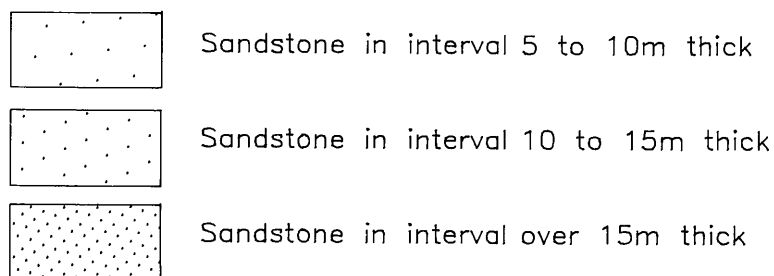 Sandstone in interval 5 to 10m thick
Sandstone in interval 10 to 15m thick
Sandstone in interval over 15m thick